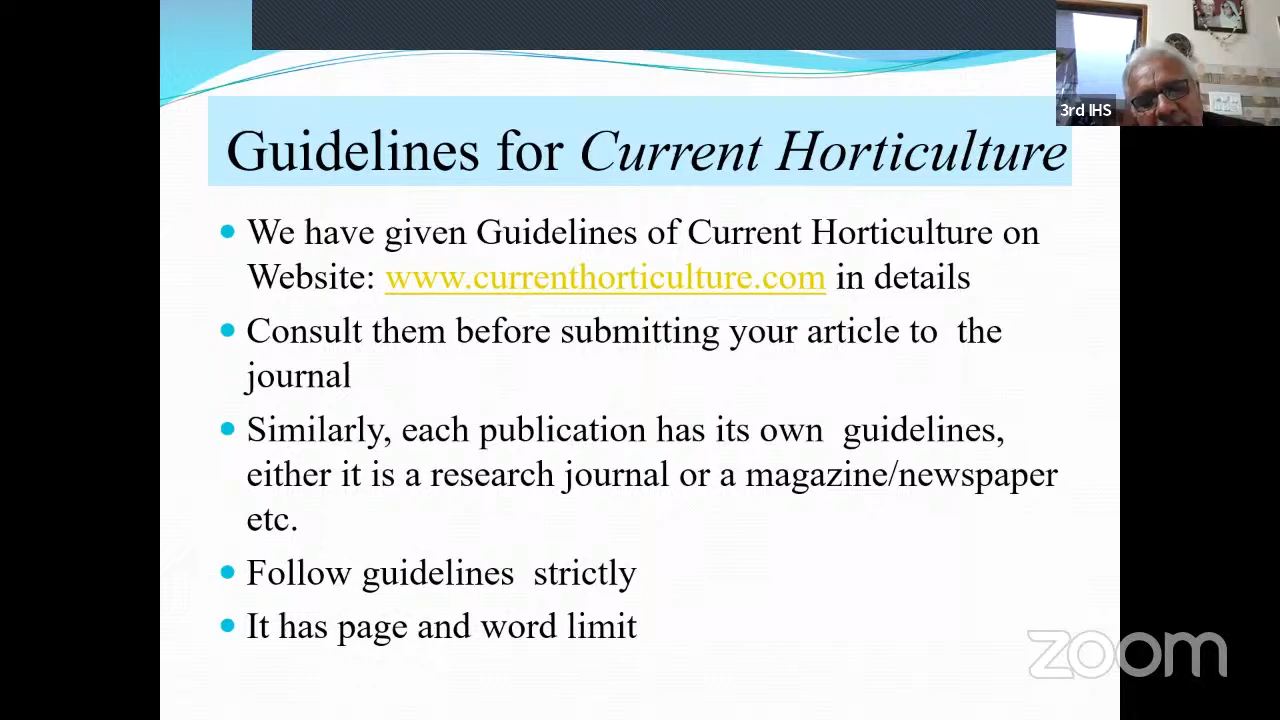 3rd IHS
Guidelines for Current Horticulture
We have given Guidelines of Current Horticulture on
Website: www.currenthorticulture.com in details
Consult them before submitting your article to the
journal
Similarly, each publication has its own guidelines,
either it is a research journal or a magazine/newspaper
etc.
Follow guidelines strictly
It has page and word limit
zoom